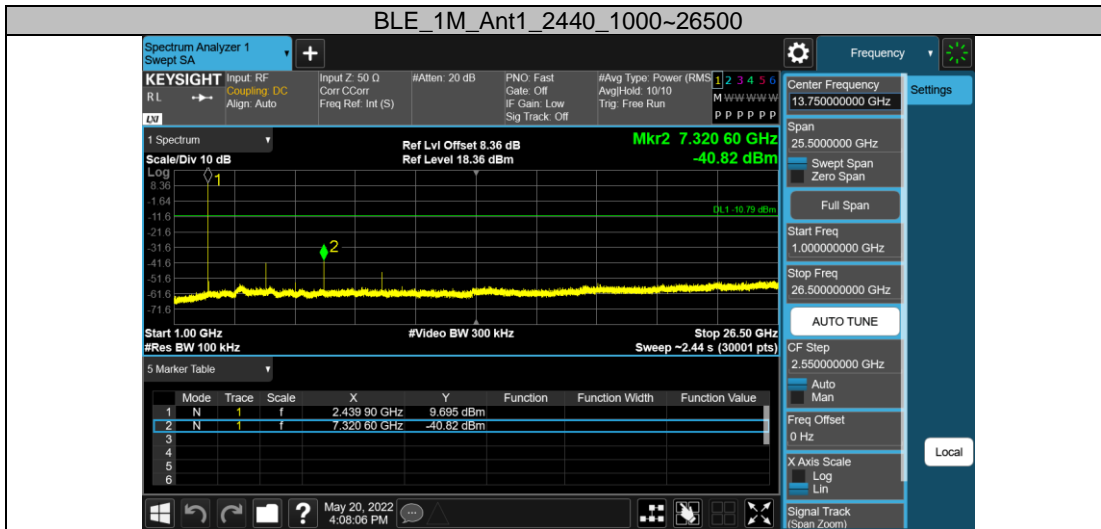 BLE_1M_Ant1_2440_1000~26500
Spectrum Analyzer 1
Swept SA
Frequency
KEYSIGHT
RL
LXI
Input: RF
Coupling: DC
Align: Auto
Input Z: 50 Ω
Corr CCorr
Freq Ref: Int (S)
#Atten: 20 dB
PNO: Fast
Gate: Off
IF Gain: Low
Sig Track: Off
#Avg Type: Power (RMS
Avg|Hold: 10/10
Trig: Free Run
1 2 3 4 5 6
M W W W W W
P P P P P P
1 Spectrum
Scale/Div 10 dB
Ref Lvl Offset 8.36 dB
Ref Level 18.36 dBm
Mkr2 7.320 60 GHz
-40.82 dBm
Log
8.36
-1.64
-11.6
-21.6
-31.6
-41.6
-51.6
-61.6
-71.6
1
2
DL1 -10.79 dBm
Start 1.00 GHz
#Res BW 100 kHz
#Video BW 300 kHz
Stop 26.50 GHz
Sweep ~2.44 s (30001 pts)
5 Marker Table
Mode Trace Scale X Y Function Function Width Function Value
1 N 1 f 2.439 90 GHz 9.695 dBm
2 N 1 f 7.320 60 GHz -40.82 dBm
3
4
5
6
May 20, 2022
4:08:06 PM
Center Frequency
13.750000000 GHz
Settings
Span
25.5000000 GHz
Swept Span
Zero Span
Full Span
Start Freq
1.000000000 GHz
Stop Freq
26.500000000 GHz
AUTO TUNE
CF Step
2.550000000 GHz
Auto
Man
Freq Offset
0 Hz
Local
X Axis Scale
Log
Lin
Signal Track
(Span Zoom)